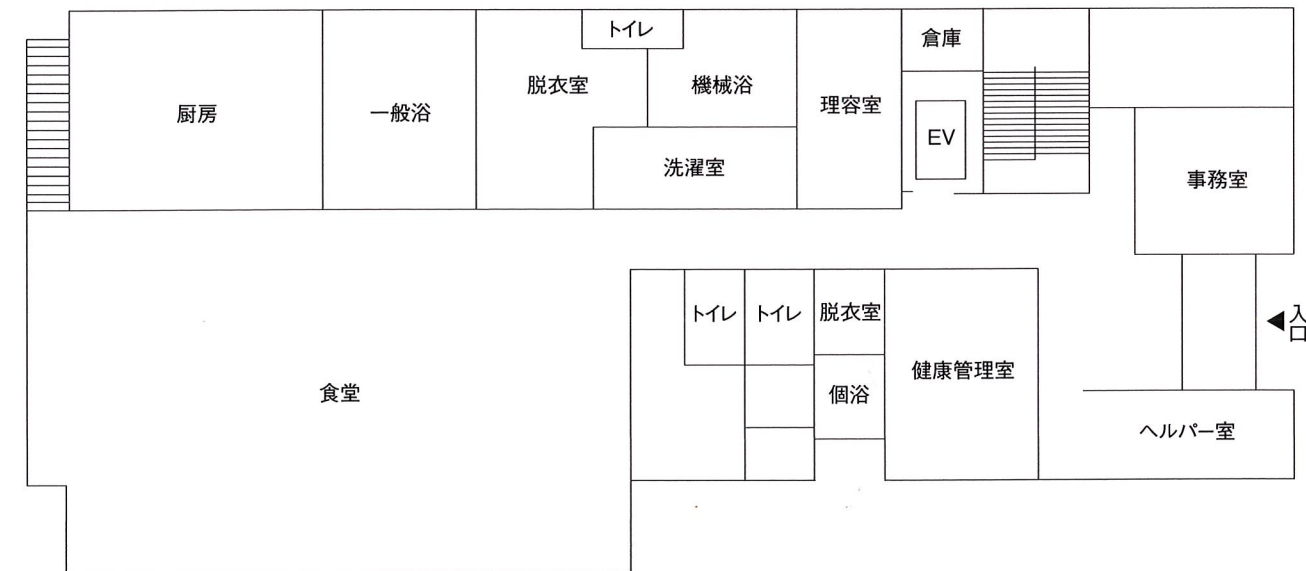 トイレ
倉庫
脱衣室
機械浴
厨房
一般浴
理容室
EV
洗濯室
事務室
トイレ
トイレ
脱衣室
入口
健康管理室
食堂
個浴
ヘルパー室